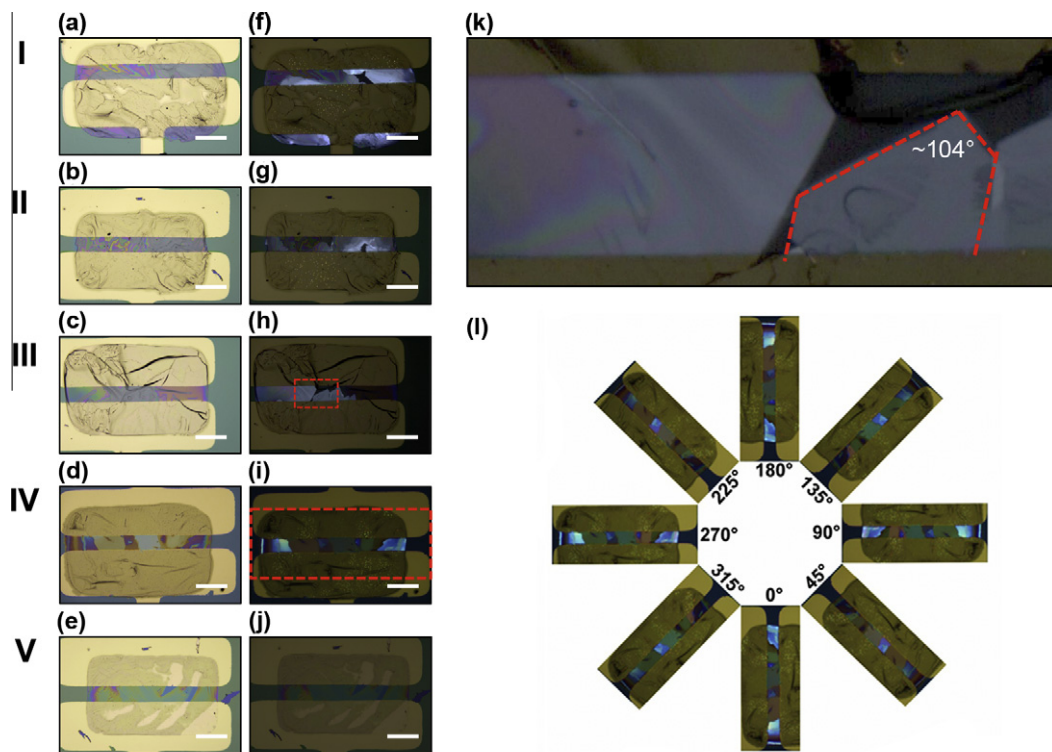 I
(a)
(f)
II
(b)
(g)
III
(c)
(h)
IV
(d)
(i)
V
(e)
(j)
(k)
~104°
(l)
180°
225°
135°
270°
90°
315°
45°
0°